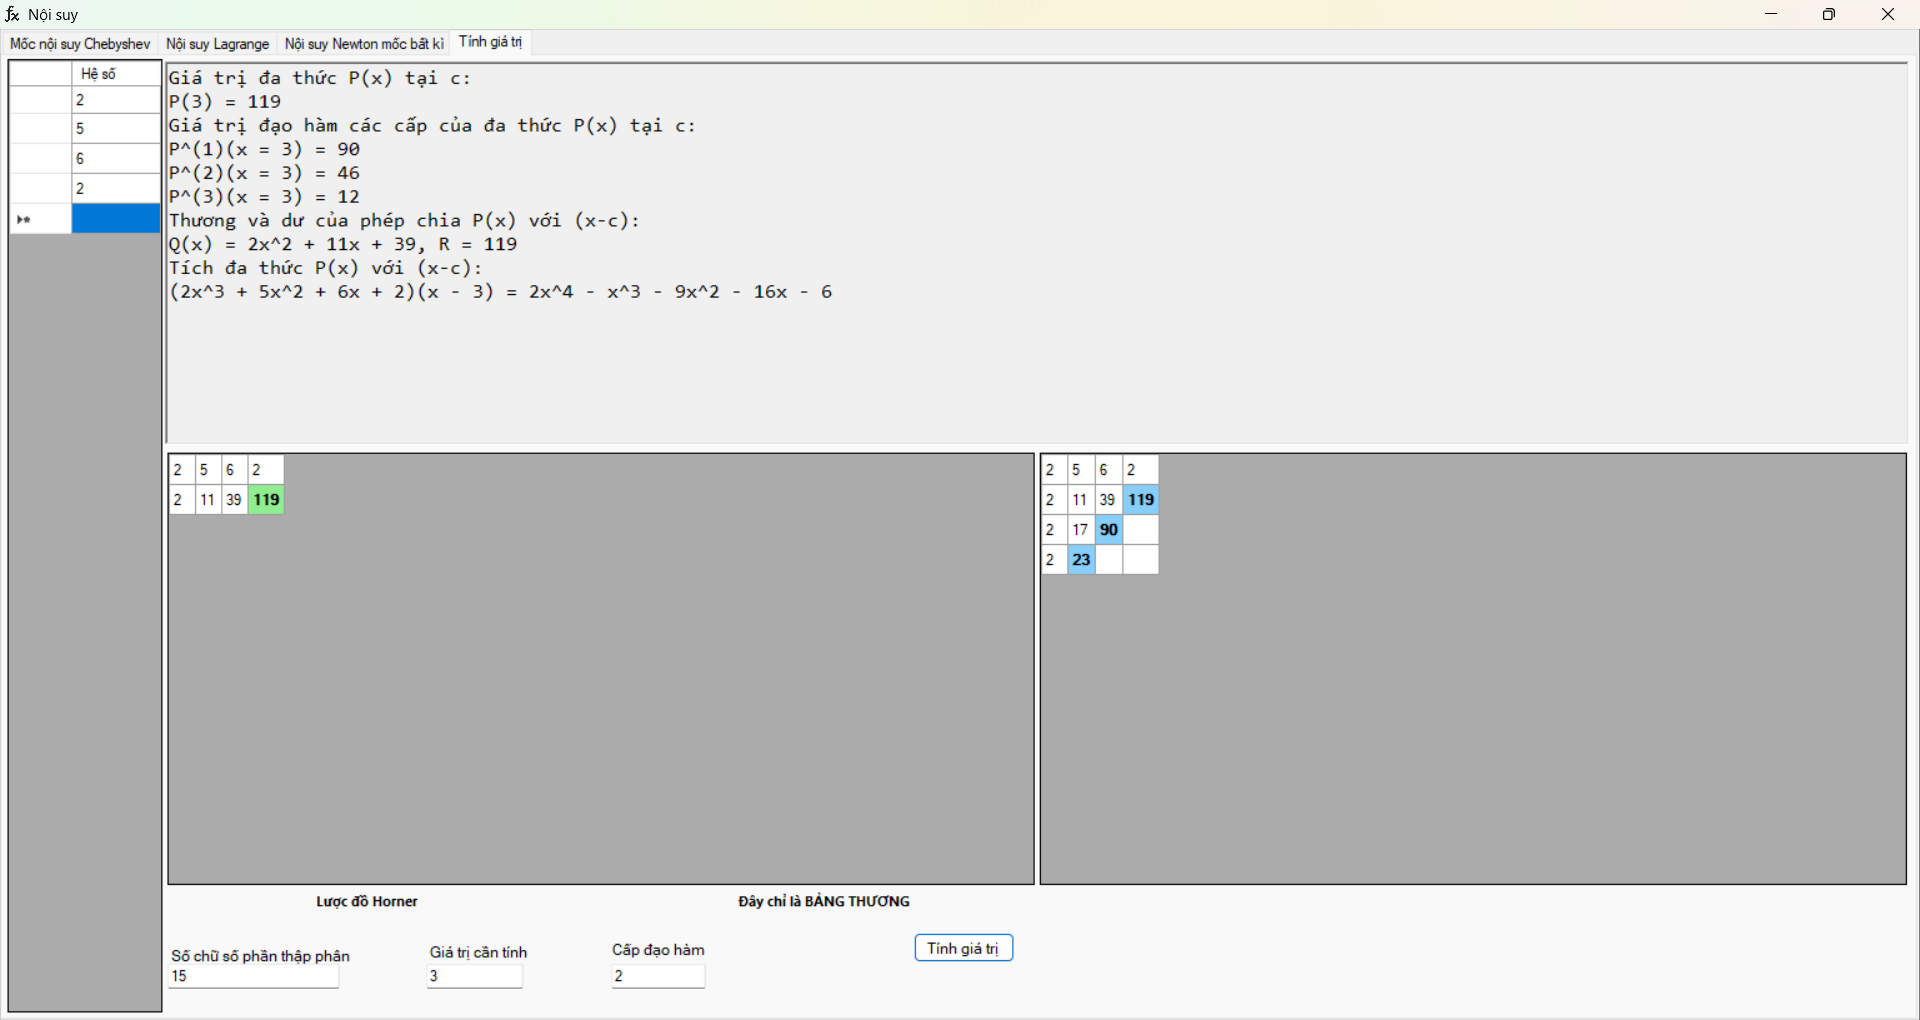 Nội suy
Mốc nội suy Chebyshev Nội suy Lagrange Nội suy Newton mốc bất kì Tính giá trị
Hệ số
2
5
6
2
Giá trị đa thức P(x) tại c:
P(3) = 119
Giá trị đạo hàm các cấp của đa thức P(x) tại c:
P^(1)(x = 3) = 90
P^(2)(x = 3) = 46
P^(3)(x = 3) = 12
Thương và dư của phép chia P(x) với (x-c):
Q(x) = 2x^2 + 11x + 39, R = 119
Tích đa thức P(x) với (x-c):
(2x^3 + 5x^2 + 6x + 2)(x - 3) = 2x^4 - x^3 - 9x^2 - 16x - 6
2 5 6 2
2 11 39 119
2 5 6 2
2 11 39 119
2 17 90
2 23
Lược đồ Horner
Đây chỉ là BẢNG THƯƠNG
Số chữ số phần thập phân
15
Giá trị cần tính
3
Cấp đạo hàm
2
Tính giá trị